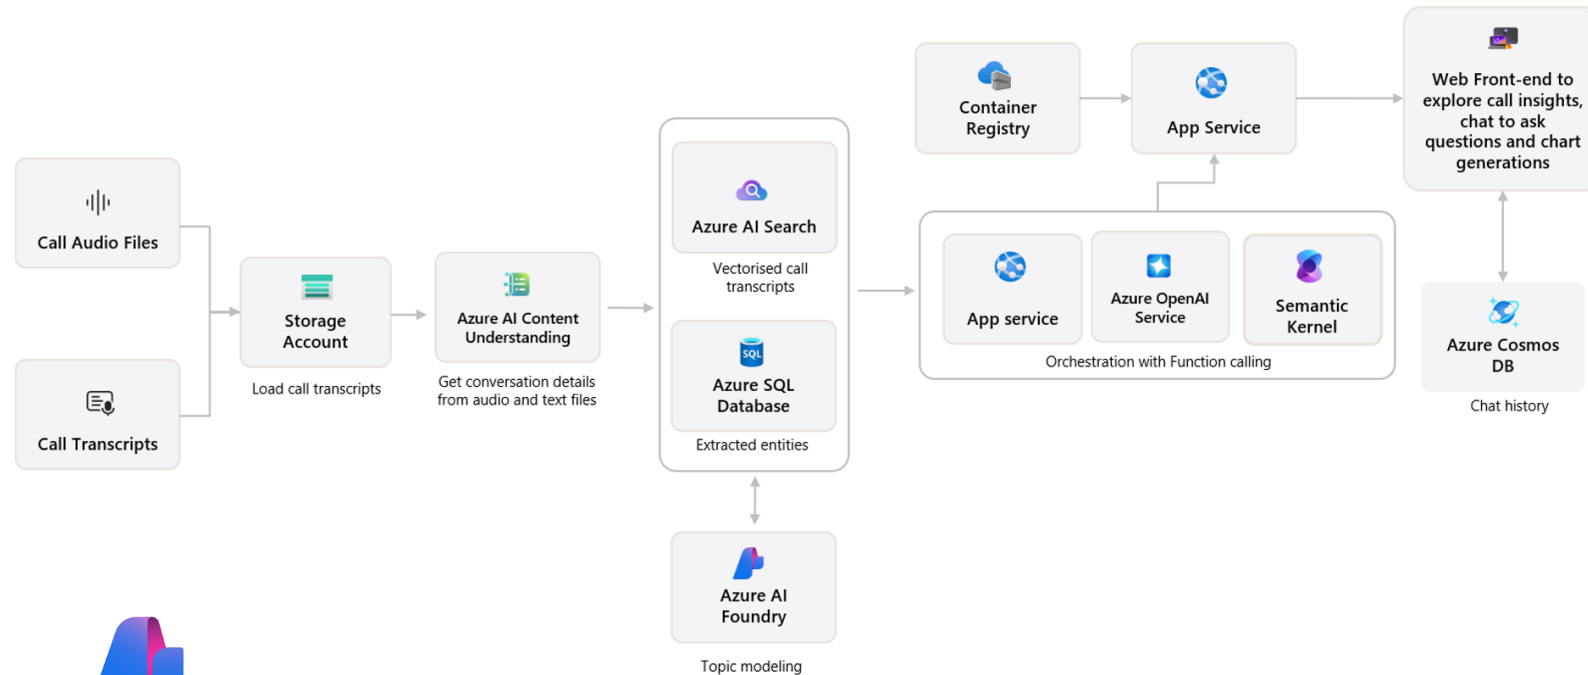 Call Audio Files
Call Transcripts
Storage
Account
Load call transcripts
Azure AI Content
Understanding
Get conversation details
from audio and text files
Azure AI Search
Vectorised call
transcripts
SQL
Azure SQL
Database
Extracted entities
Azure AI
Foundry
Topic modeling
Container
Registry
App Service
App service
Azure OpenAI
Service
Semantic
Kernel
Orchestration with Function calling
Web Front-end to
explore call insights,
chat to ask
questions and chart
generations
Azure Cosmos
DB
Chat history